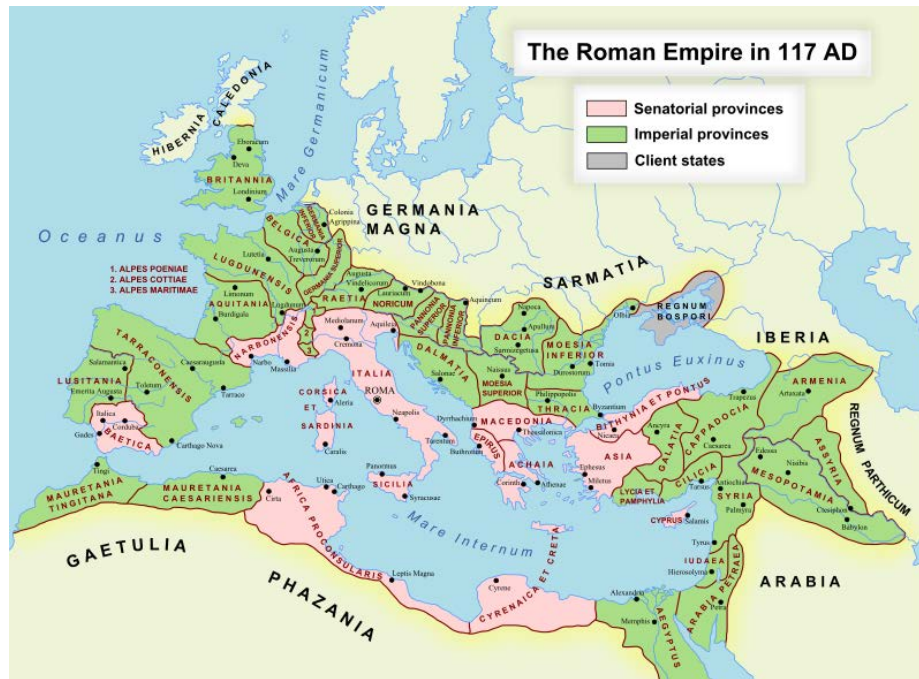 The Roman Empire in 117 AD
Senatorial provinces
Imperial provinces
Client states
HIBERNIA
CALEDONIA
Mare Germanicum
Oceanus
Eboracum
Deva
BRITANNIA
Londinium
GERMANIA
MAGNA
GERMANIA
INFERIOR
Colonia
Agrippina
BELGICA
Augusta
Treverorum
GERMANIA SUPERIOR
Lutetia
LUGDUNENSIS
1. ALPES POENIAE
2. ALPES COTTIAE
3. ALPES MARITIMAE
Limonum
AQUITANIA
Burdigala
Lugdunum
1
2
3
NARBONENSIS
Narbo
Massilia
Augusta
Vindelicorum
RAETIA
Lauriacum
NORICUM
Vindobona
PANNONIA
SUPERIOR
PANNONIA
INFERIOR
Aquincum
SARMATIA
Napoca
Apullum
DACIA
Sarmizegetusa
MOESIA
INFERIOR
Durostorum
Tomis
Olbia
REGNUM
BOSPORI
IBERIA
Pontus Euxinus
TARRACONENSIS
Salamantica
LUSITANIA
Emerita Augusta
Toletum
Caesaraugusta
Tarraco
Italica
Corduba
BAETICA
Gades
Carthago Nova
Mediolanum
Cremona
Aquileia
ITALIA
ROMA
CORSICA
ET
SARDINIA
Aleria
Caralis
Neapolis
Tarentum
DALMATIA
Salonae
Naissus
MOESIA
SUPERIOR
Philippopolis
THRACIA
Byzantium
Dyrrhachium
MACEDONIA
Thessalonica
EPIRUS
Buthrotum
ACHAIA
Corinth
Athenae
BITHYNIA ET PONTUS
Nicaea
ASIA
Ephesus
Miletus
Ancyra
GALATIA
CAPPADOCIA
Caesarea
Trapezus
ARMENIA
Artaxata
REGNUM PARTHICUM
ASSYRIA
LYCIA ET
PAMPHYLIA
CILICIA
Tarsus
Antiochia
Edessa
Nisibis
MESOPOTAMIA
Ctesiphon
Babylon
SYRIA
Palmyra
CYPRUS
Salamis
Tyrus
IUDAEA
Hierosolyma
ARABIA PETRAEA
Petra
ARABIA
Tingi
MAURETANIA
TINGITANA
Caesarea
MAURETANIA
CAESARIENSIS
Cirta
Utica
Carthago
AFRICA PROCONSULARIS
Panormus
SICILIA
Syracusae
Mare Internum
Leptis Magna
Cyrene
CYRENAICA ET CRETA
Alexandria
Memphis
AEGYPTUS
GAETULIA
PHAZANIA